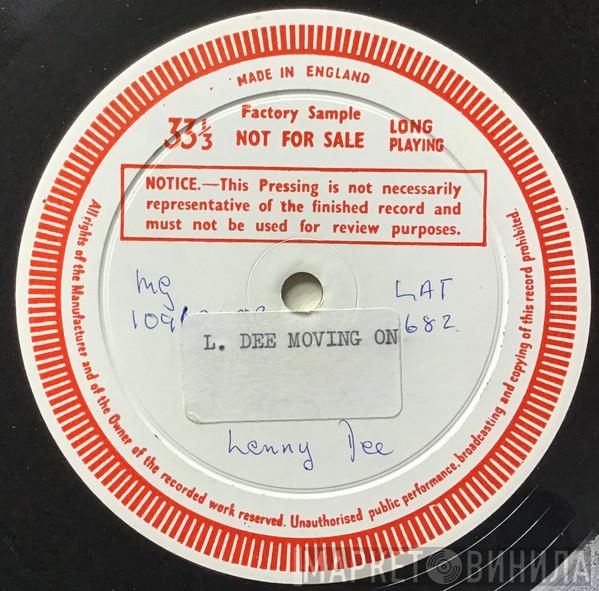 MADE IN ENGLAND
Factory Sample
33⅓ NOT FOR SALE LONG PLAYING
NOTICE.—This Pressing is not necessarily
representative of the finished record and
must not be used for review purposes.
mg LAT
682
L. DEE MOVING ON
Lenny Dee
All rights of the Manufacturer and of the Owner of the recorded work reserved. Unauthorised public performance, broadcasting and copying of this record prohibited.
МАРКЕТ ВИНИЛА